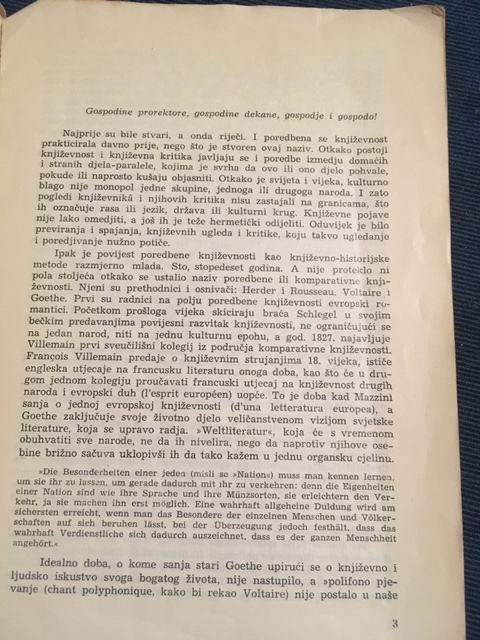 Gospodine prorektore, gospodine dekane, gospodje i gospodo!
Najprije su bile stvari, a onda riječi. I poredbena se književnost
prakticirala davno prije, nego što je stvoren ovaj naziv. Otkako postoji
književnost i književna kritika javljaju se i poredbe izmedju domaćih
i stranih djela-paralele, kojima je svrha da ovo ili ono djelo pohvale,
pokude ili naprosto kušaju objasniti. Otkako je svijeta i vijeka, kulturno
blago nije monopol jedne skupine, jednoga ili drugoga naroda. I zato
pogledi književnikâ i njihovih kritika nisu zastajali na granicama, što
ih označuje rasa ili jezik, država ili kulturni krug. Književne pojave
nije lako omedjiti, a još ih je teže hermetički odijeliti. Oduvijek je bilo
previranja i spajanja, književnih ugleda i kritike, koju takvo ugledanje
i poredjivanje nužno potiče.
Ipak je povijest poredbene književnosti kao književno-historijske
metode razmjerno mlada. Sto, stopedeset godina. A nije proteklo ni
pola stoljeća otkako se ustalio naziv poredbene ili komparativne knji-
ževnosti. Njeni su prethodnici i osnivači: Herder i Rousseau, Voltaire i
Goethe. Prvi su radnici na polju poredbene književnosti evropski ro-
mantici. Početkom prošloga vijeka skiciraju braća Schlegel u svojim
bečkim predavanjima povijesni razvitak književnosti, ne ograničujući se
na jedan narod, niti na jednu kulturnu epohu, a god. 1827. najavljuje
Villemain prvi sveučilišni kolegij iz područja komparativne književnosti.
François Villemain predaje o književnim strujanjima 18. vijeka, ističe
engleska utjecaje na francusku literaturu onoga doba, kao što će u dru-
gom jednom kolegiju proučavati francuski utjecaj na književnost drugih
naroda i evropski duh (l'esprit européen) uopće. To je doba kad Mazzini
sanja o jednoj evropskoj književnosti (d'una letteratura europea), a
Goethe zaključuje svoje životno djelo veličanstvenom vizijom svjetske
literature, koja se upravo radja. »Weltliteratur«, koja će s vremenom
obuhvatiti sve narode, ne da ih nivelira, nego da naprotiv njihove ose-
bine brižno sačuva uklopivši ih da tako kažem u jednu organsku cjelinu.
»Die Besonderheiten einer jeden (misli se »Nation«) muss man kennen lernen,
um sie ihr zu lassen, um gerade dadurch mit ihr zu verkehren: denn die Eigenheiten
einer Nation sind wie ihre Sprache und ihre Münzsorten, sie erleichtern den Ver-
kehr, ja sie machen ihn erst möglich. Eine wahrhaft allgeheine Duldung wird am
sichersten erreicht, wenn man das Besondere der einzelnen Menschen und Völker-
schaften auf sich beruhen lässt, bei der Überzeugung jedoch festhält, dass das
wahrhaft Verdienstliche sich dadurch auszeichnet, dass es der ganzen Menschheit
angehört.«
Idealno doba, o kome sanja stari Goethe upirući se o književno i
ljudsko iskustvo svoga bogatog života, nije nastupilo, a »polifono pje-
vanje (chant polyphonique, kako bi rekao Voltaire) nije postalo u naše
3